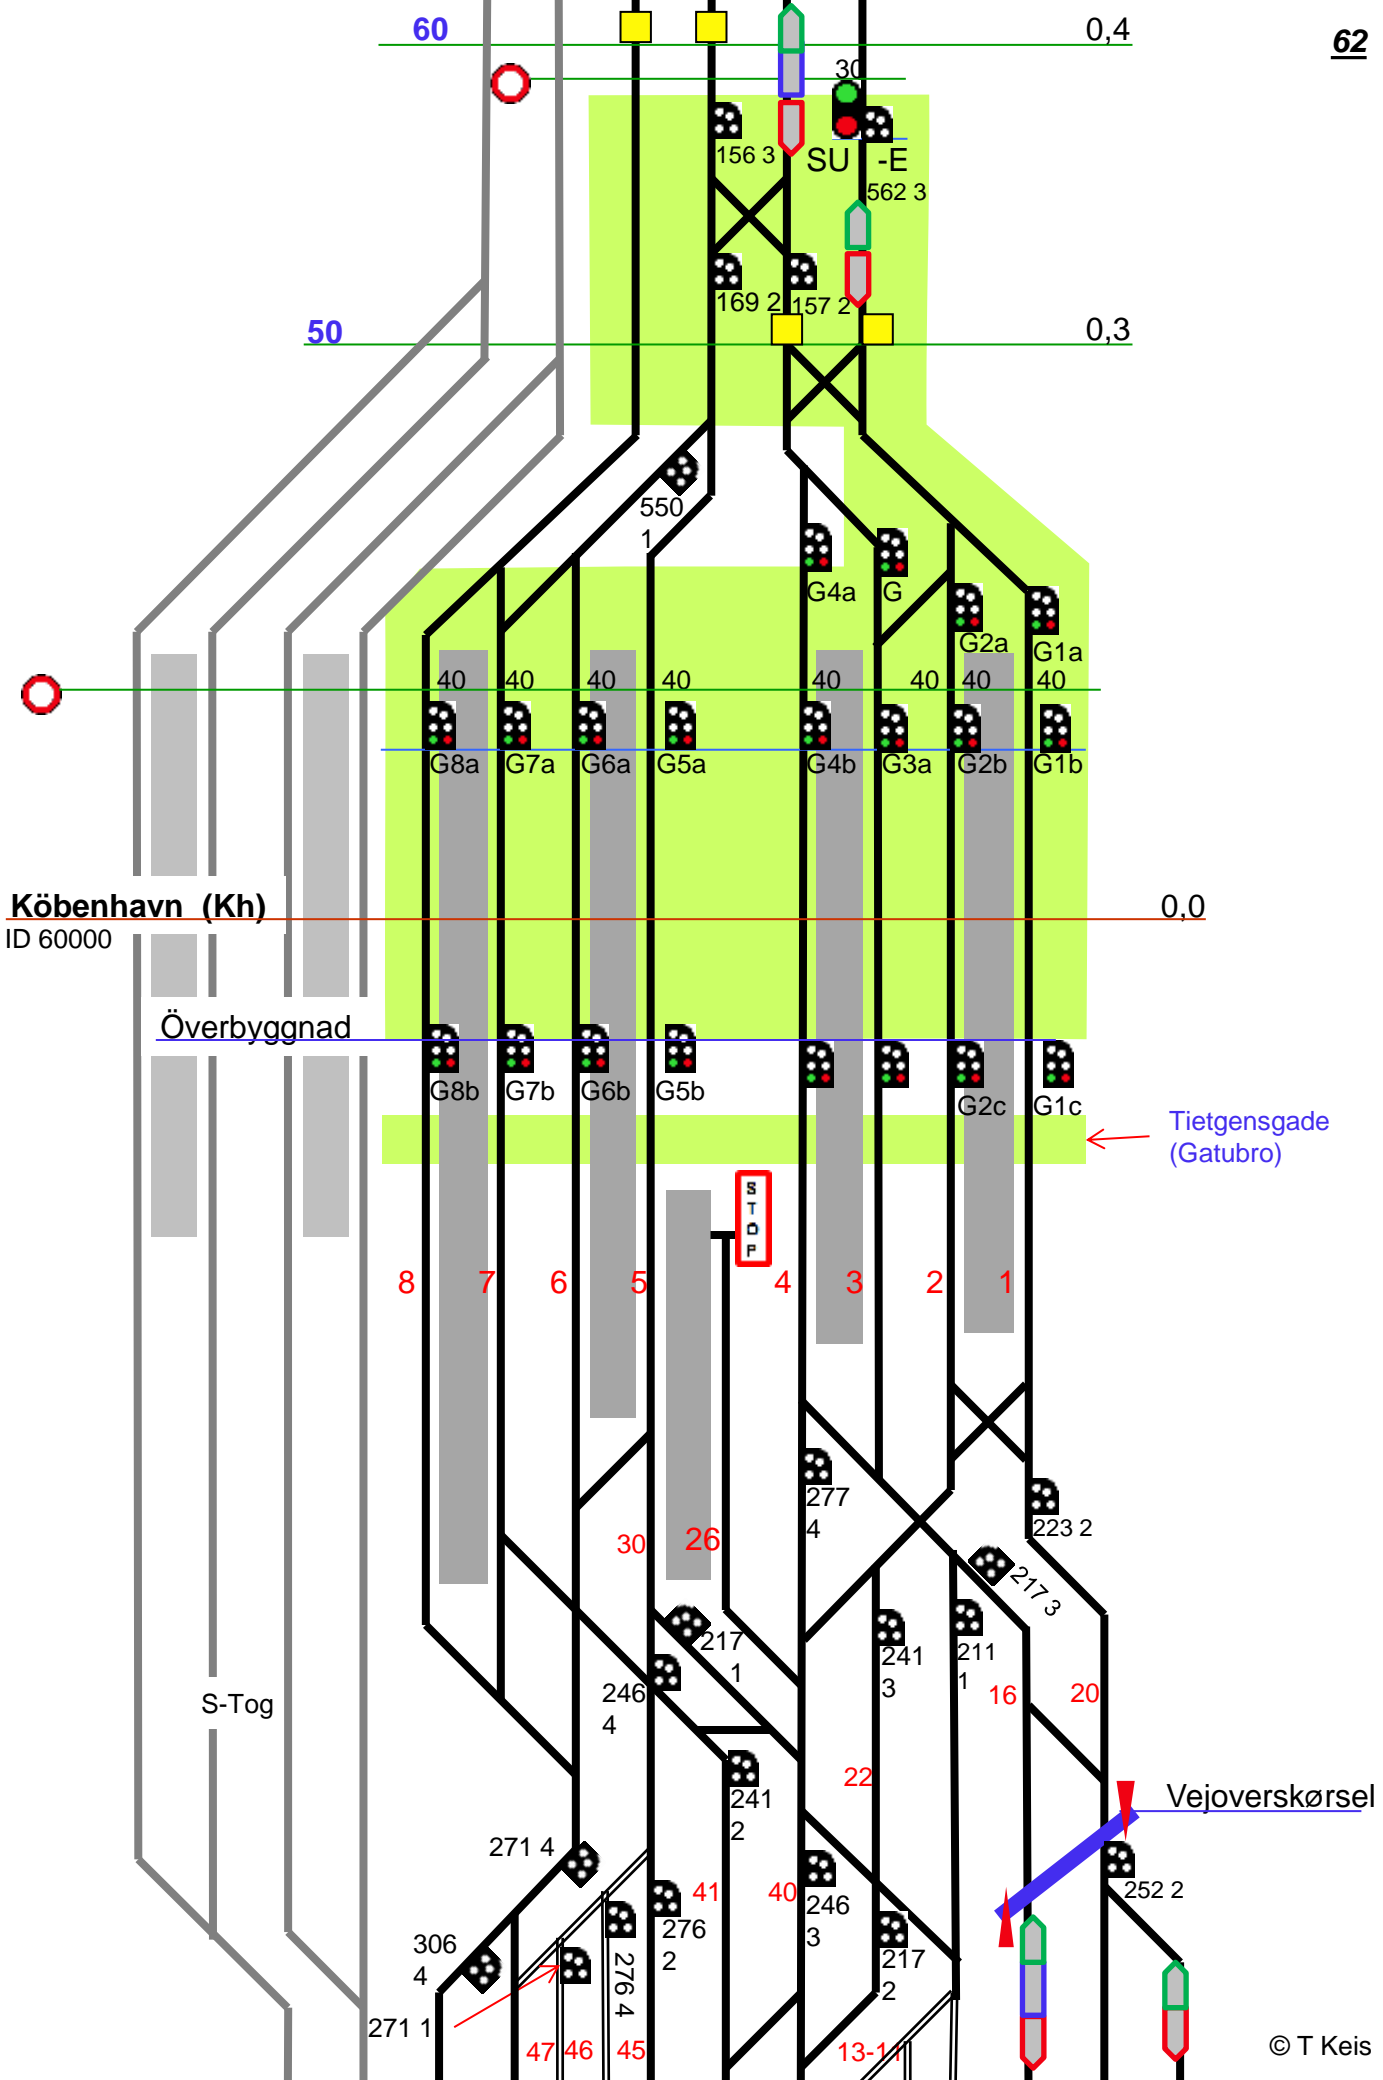 60
0,4
62
30
156 3
SU
-E
562 3
169 2
157 2
50
0,3
550
1
G4a
G
G2a
G1a
40
40
40
40
40
40
40
40
G8a
G7a
G6a
G5a
G4b
G3a
G2b
G1b
Köbenhavn (Kh)
0,0
ID 60000
Överbyggnad
G8b
G7b
G6b
G5b
G2c
G1c
Tietgensgade
(Gatubro)
S
T
O
P
8
7
6
5
4
3
2
1
277
4
223 2
30
26
217 3
217
1
241
3
211
1
246
4
16
20
S-Tog
22
241
2
Vejoverskørsel
271 4
41
40
246
3
252 2
276
2
306
4
276 4
217
2
271 1
47
46
45
13-11
© T Keis